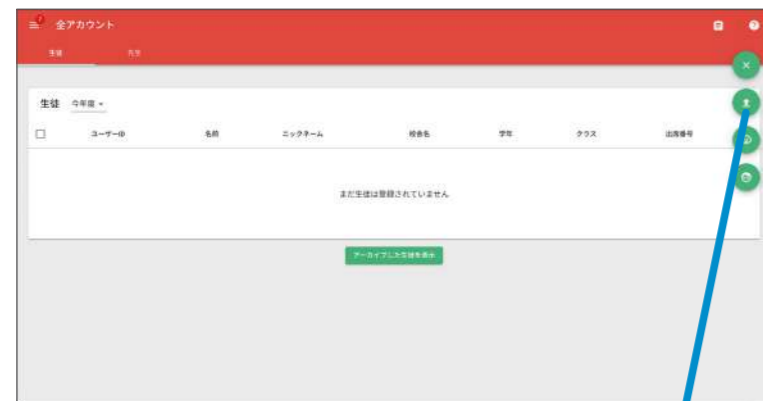 全アカウント
生徒 先生
生徒 今年度
ユーザーID 名前 ニックネーム 校舎名 学年 クラス 出席番号
まだ生徒は登録されていません
アーカイブした生徒を表示